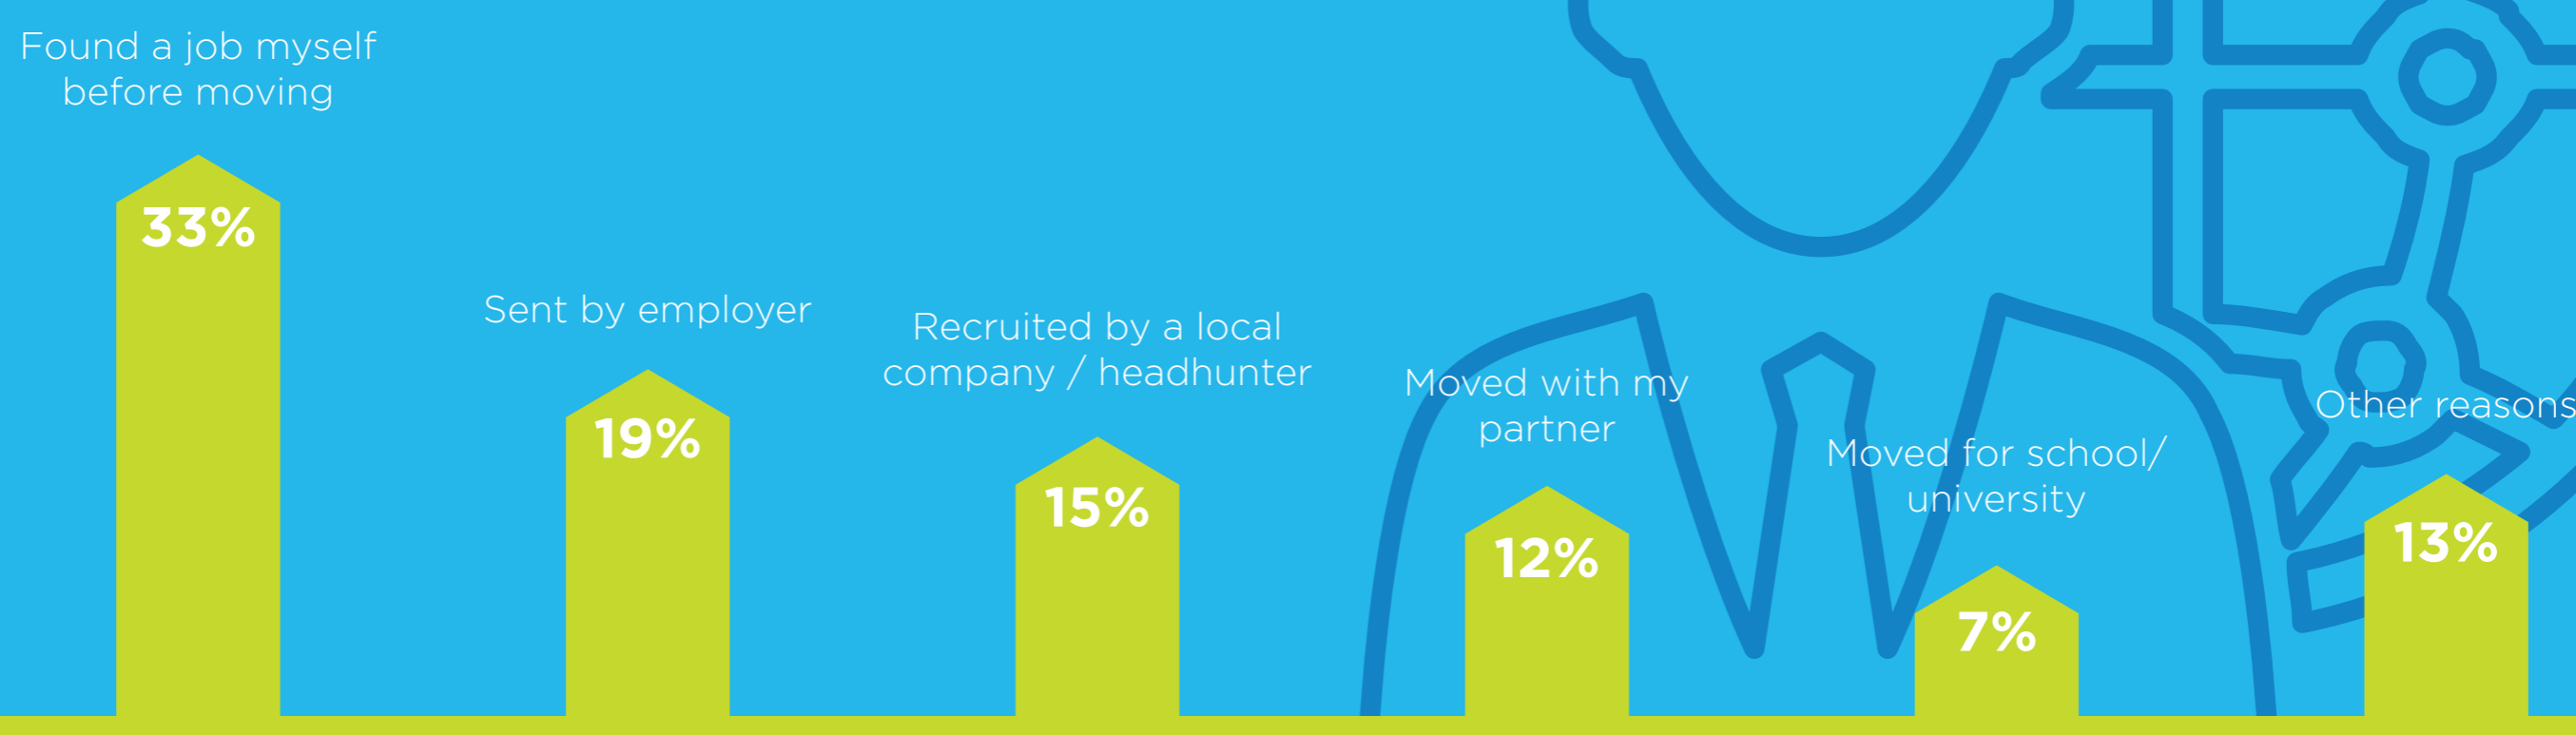 Found a job myself
before moving
33%
Sent by employer
19%
Recruited by a local
company / headhunter
15%
Moved with my
partner
12%
Moved for school/
university
7%
Other reasons
13%